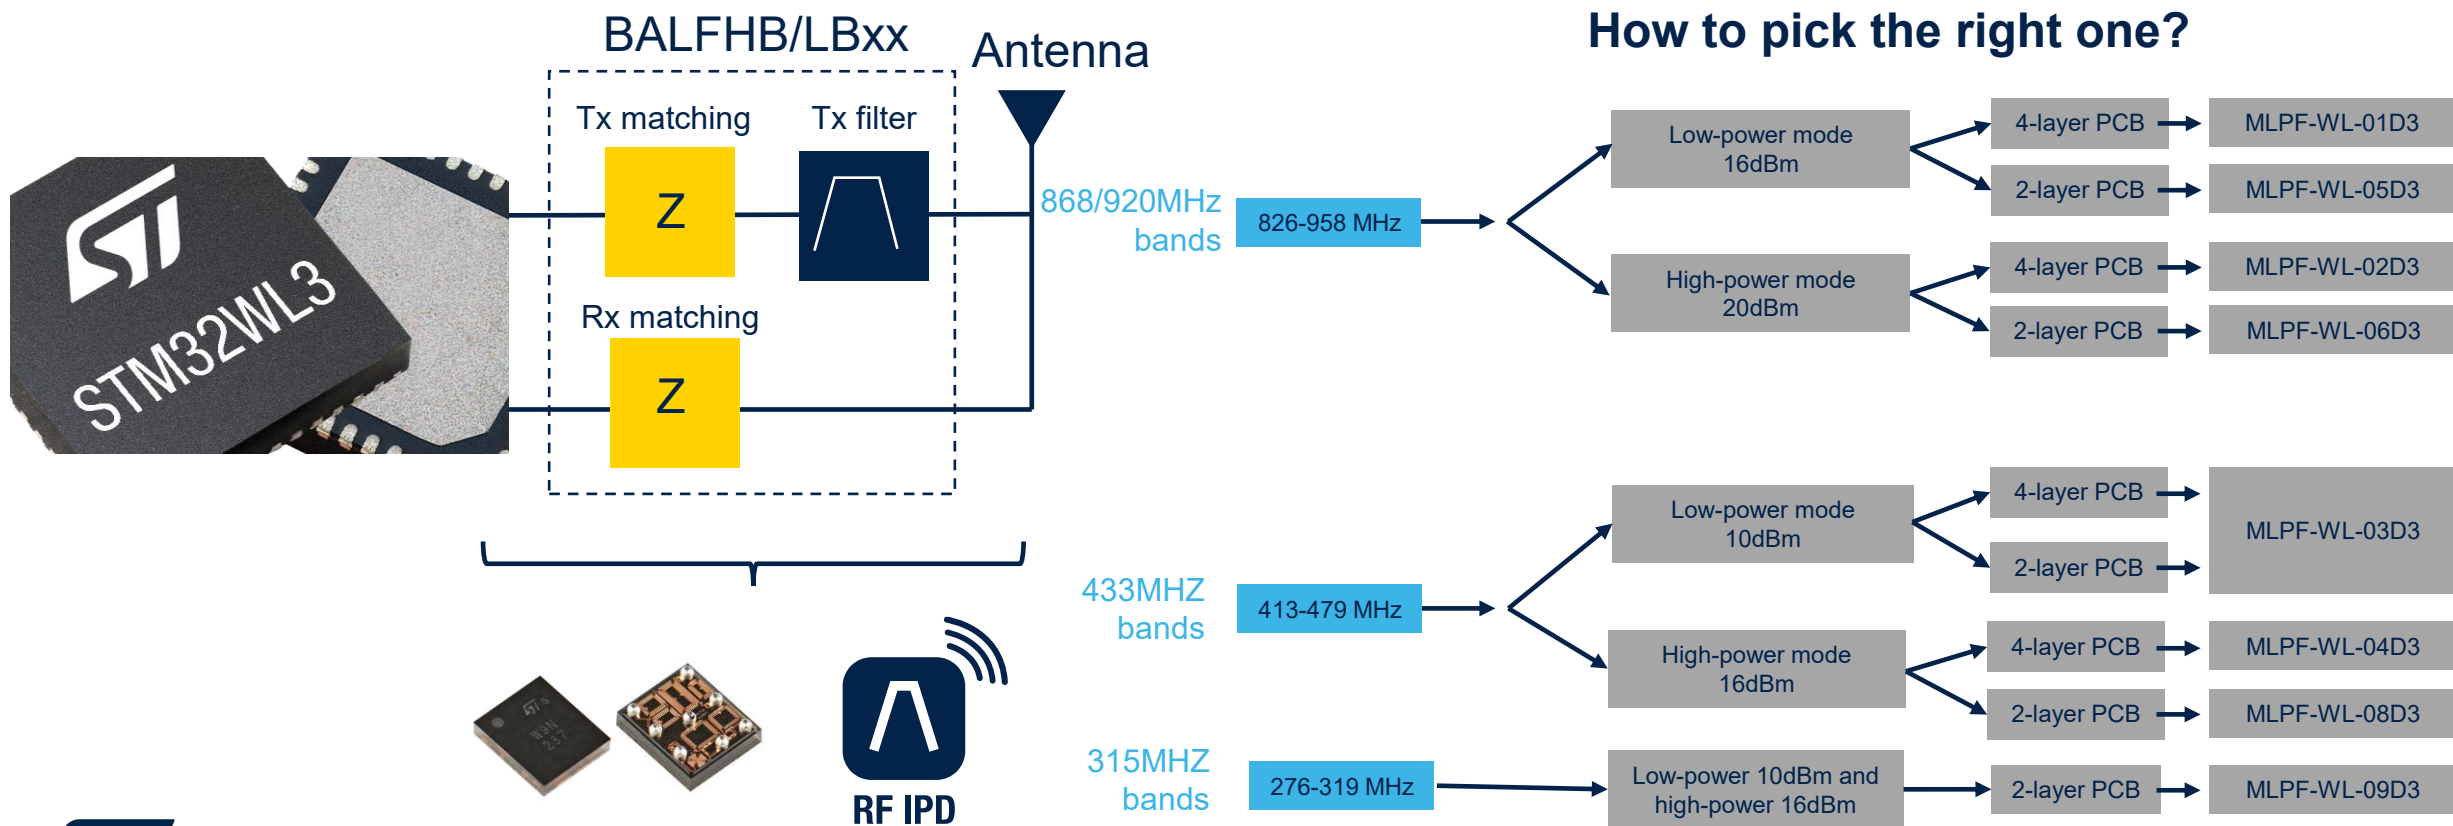 How to pick the right one?
BALFHB/LBxx
Antenna
Tx matching
Tx filter
Z
Rx matching
Z
ST
STM32WL3
868/920MHz
bands
826-958 MHz
Low-power mode
16dBm
4-layer PCB
MLPF-WL-01D3
2-layer PCB
MLPF-WL-05D3
High-power mode
20dBm
4-layer PCB
MLPF-WL-02D3
2-layer PCB
MLPF-WL-06D3
433MHZ
bands
413-479 MHz
Low-power mode
10dBm
4-layer PCB
2-layer PCB
MLPF-WL-03D3
High-power mode
16dBm
4-layer PCB
MLPF-WL-04D3
2-layer PCB
MLPF-WL-08D3
315MHZ
bands
276-319 MHz
Low-power 10dBm and
high-power 16dBm
2-layer PCB
MLPF-WL-09D3
ST G
W9N
237
RF IPD